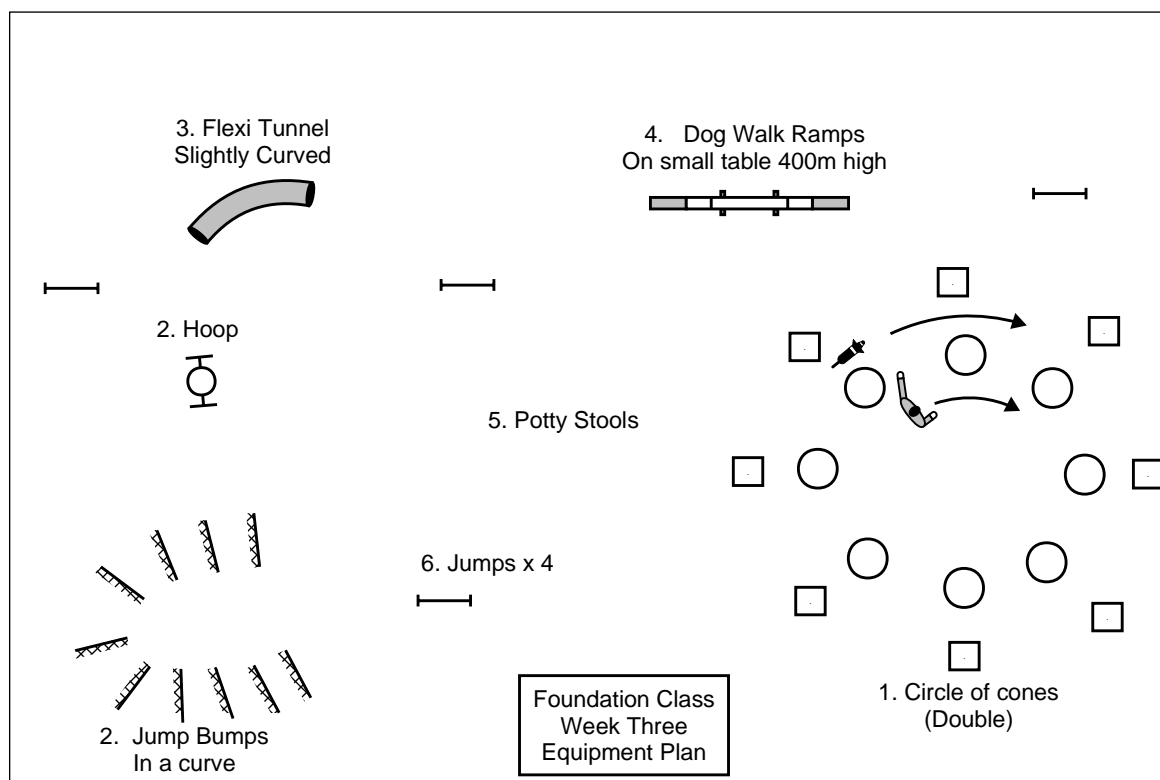 3. Flexi Tunnel
Slightly Curved
4. Dog Walk Ramps
On small table 400m high
2. Hoop
5. Potty Stools
6. Jumps x 4
1. Circle of cones
(Double)
2. Jump Bumps
In a curve
Foundation Class
Week Three
Equipment Plan